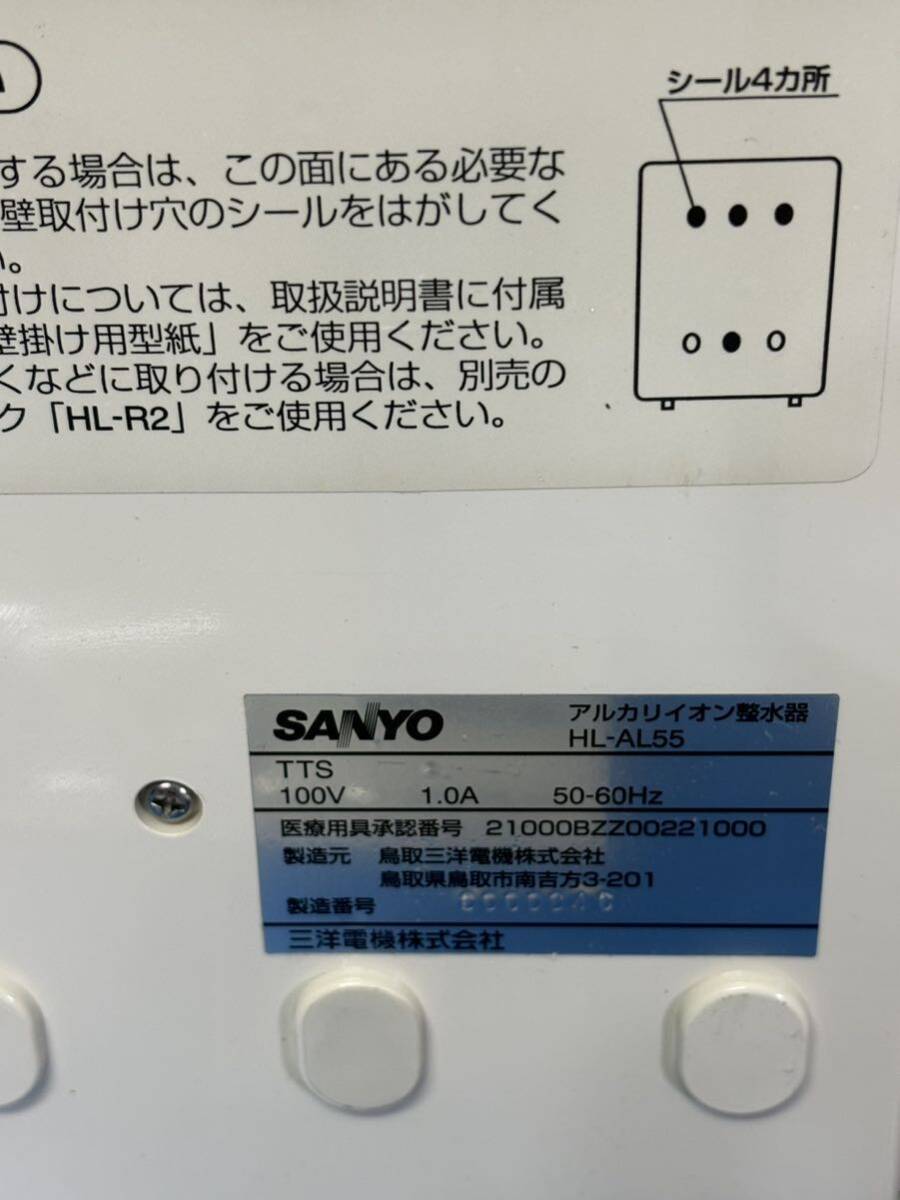 シール4カ所
する場合は、この面にある必要な
壁取付け穴のシールをはがしてく
い。
付けについては、取扱説明書に付属
壁掛け用型紙」をご使用ください。
くなどに取り付ける場合は、別売の
ク「HL-R2」をご使用ください。
SANYO アルカリイオン整水器
HL-AL55
TTS
100V 1.0A 50-60Hz
医療用具承認番号 21000BZZ00221000
製造元 鳥取三洋電機株式会社
鳥取県鳥取市南吉方3-201
製造番号
三洋電機株式会社